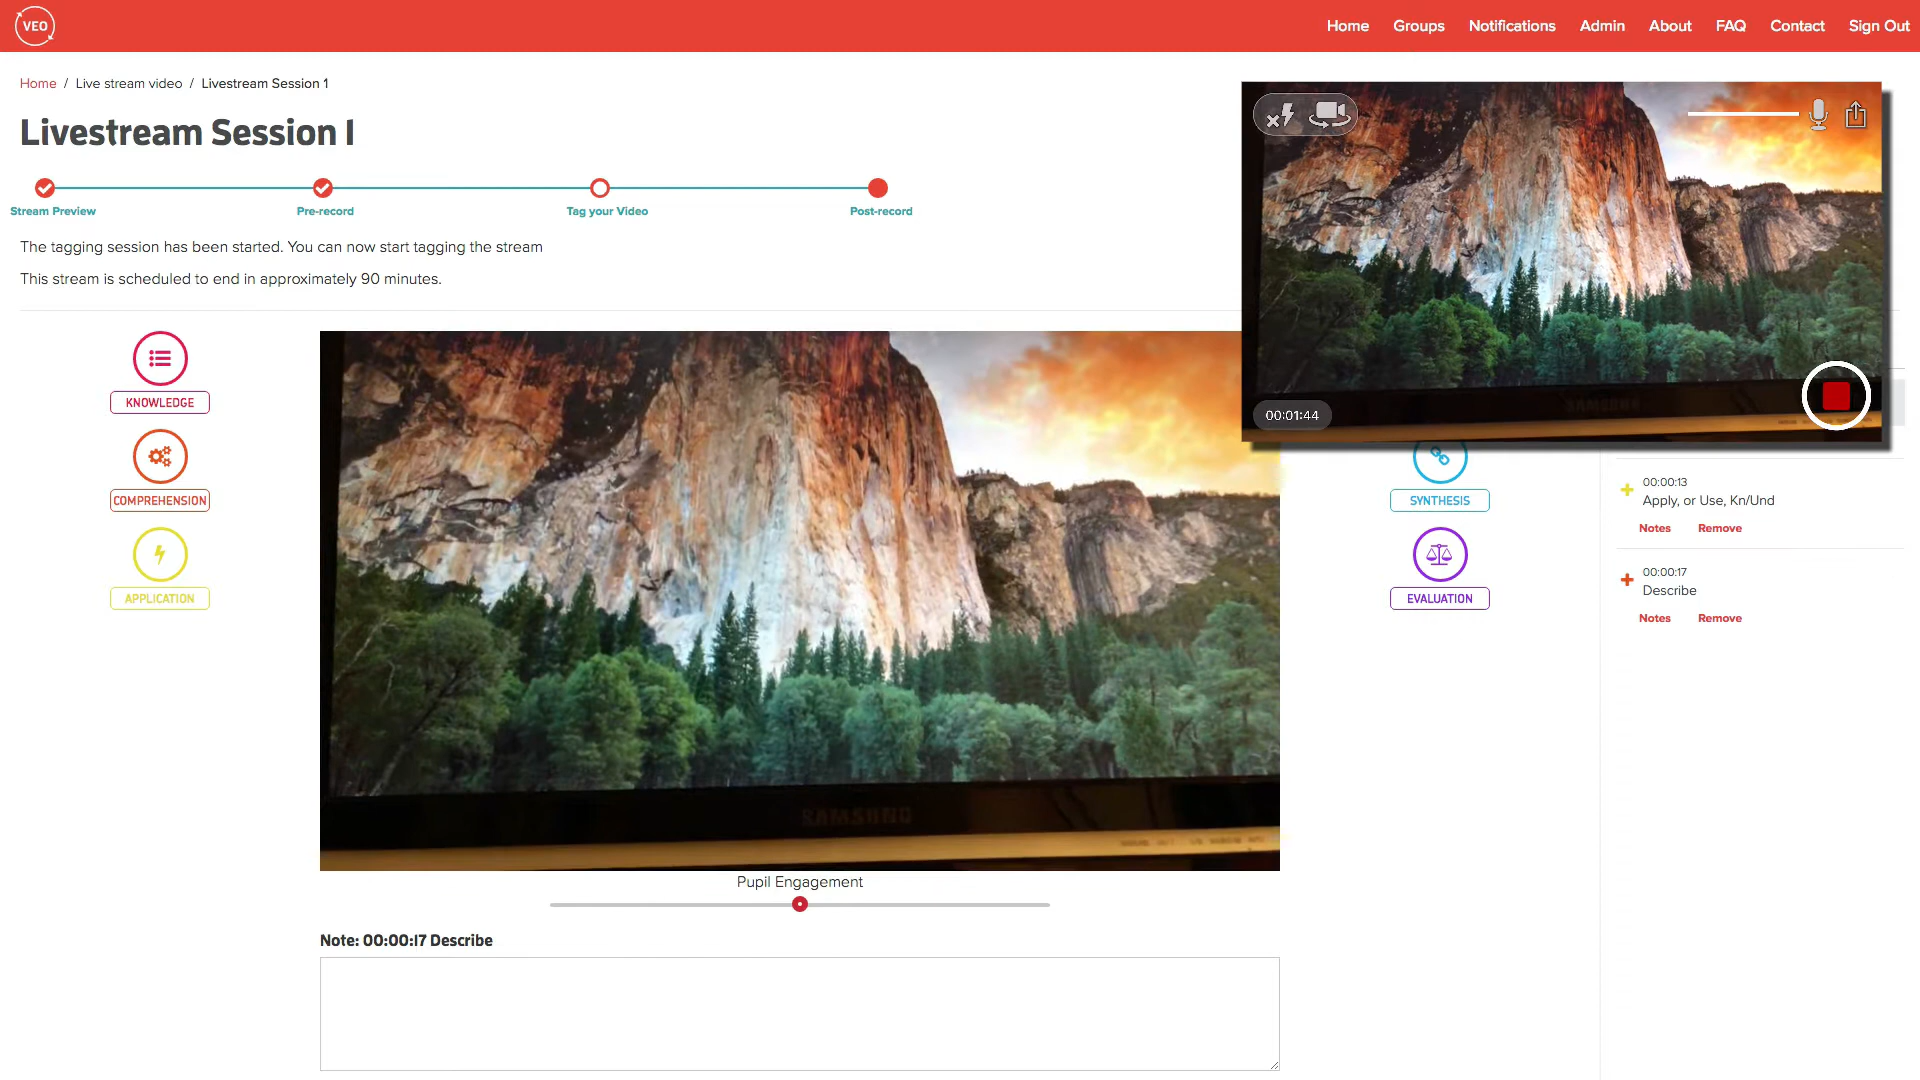 VEO
Home Groups Notifications Admin About FAQ Contact Sign Out
Home / Live stream video / Livestream Session 1
Livestream Session 1
Stream Preview Pre-record Tag your Video Post-record
The tagging session has been started. You can now start tagging the stream
This stream is scheduled to end in approximately 90 minutes.
00:01:44
KNOWLEDGE
COMPREHENSION
APPLICATION
SYNTHESIS
EVALUATION
00:00:13
Apply, or Use, Kn/Und
Notes Remove
00:00:17
Describe
Notes Remove
SAMSUNG
Pupil Engagement
Note: 00:00:17 Describe